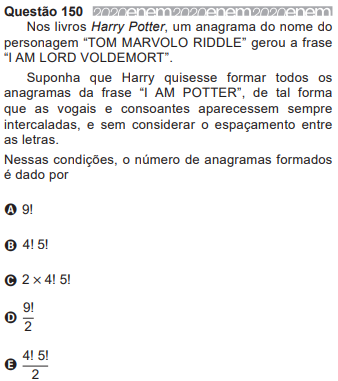 Questão 150 2020enem2020enem2020enem
Nos livros Harry Potter, um anagrama do nome do
personagem “TOM MARVOLO RIDDLE” gerou a frase
“I AM LORD VOLDEMORT”.
Suponha que Harry quisesse formar todos os
anagramas da frase “I AM POTTER”, de tal forma
que as vogais e consoantes aparecessem sempre
intercaladas, e sem considerar o espaçamento entre
as letras.
Nessas condições, o número de anagramas formados
é dado por
A 9!
B 4! 5!
C 2 × 4! 5!
D 9!/2
E 4! 5!/2